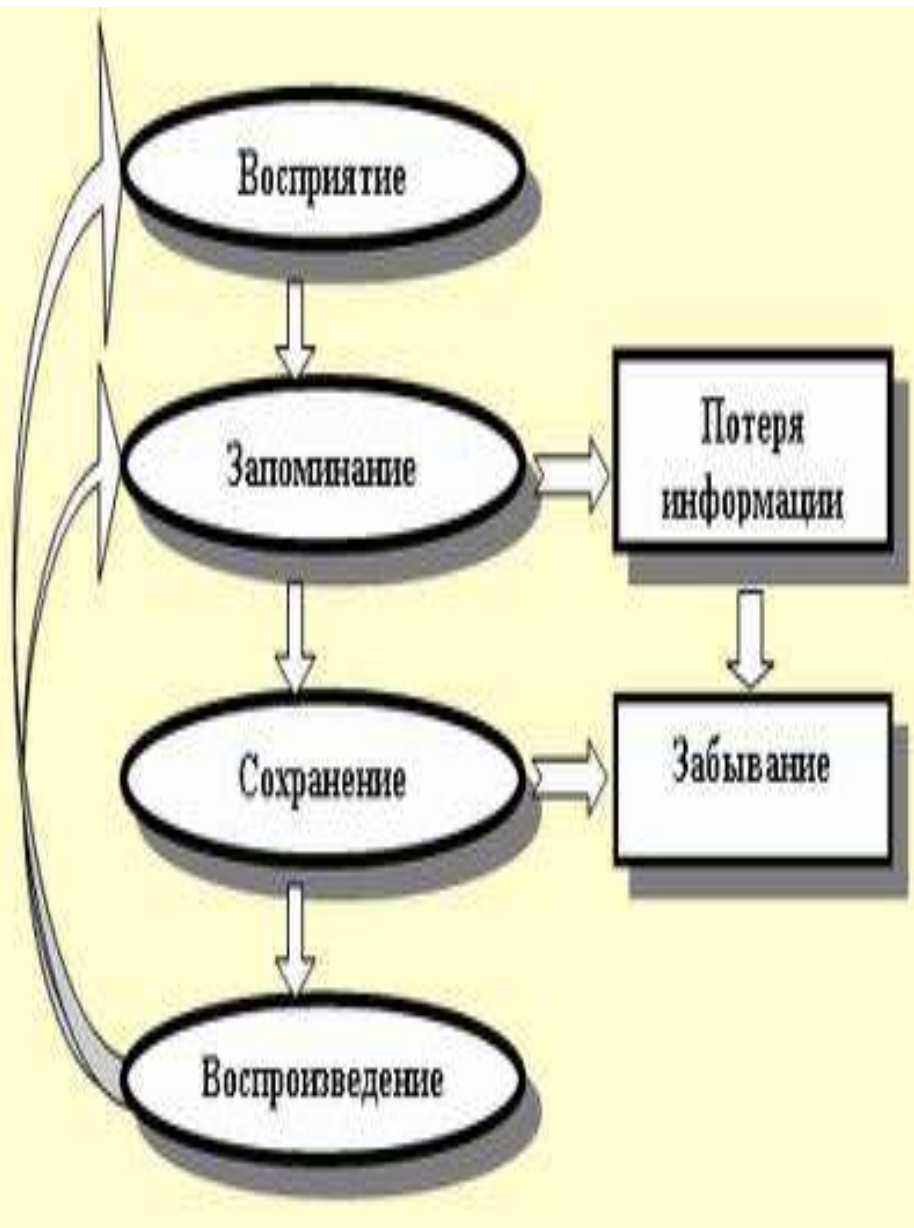 Восприятие
Запоминание
Потеря
информации
Сохранение
Забывание
Воспроизведение